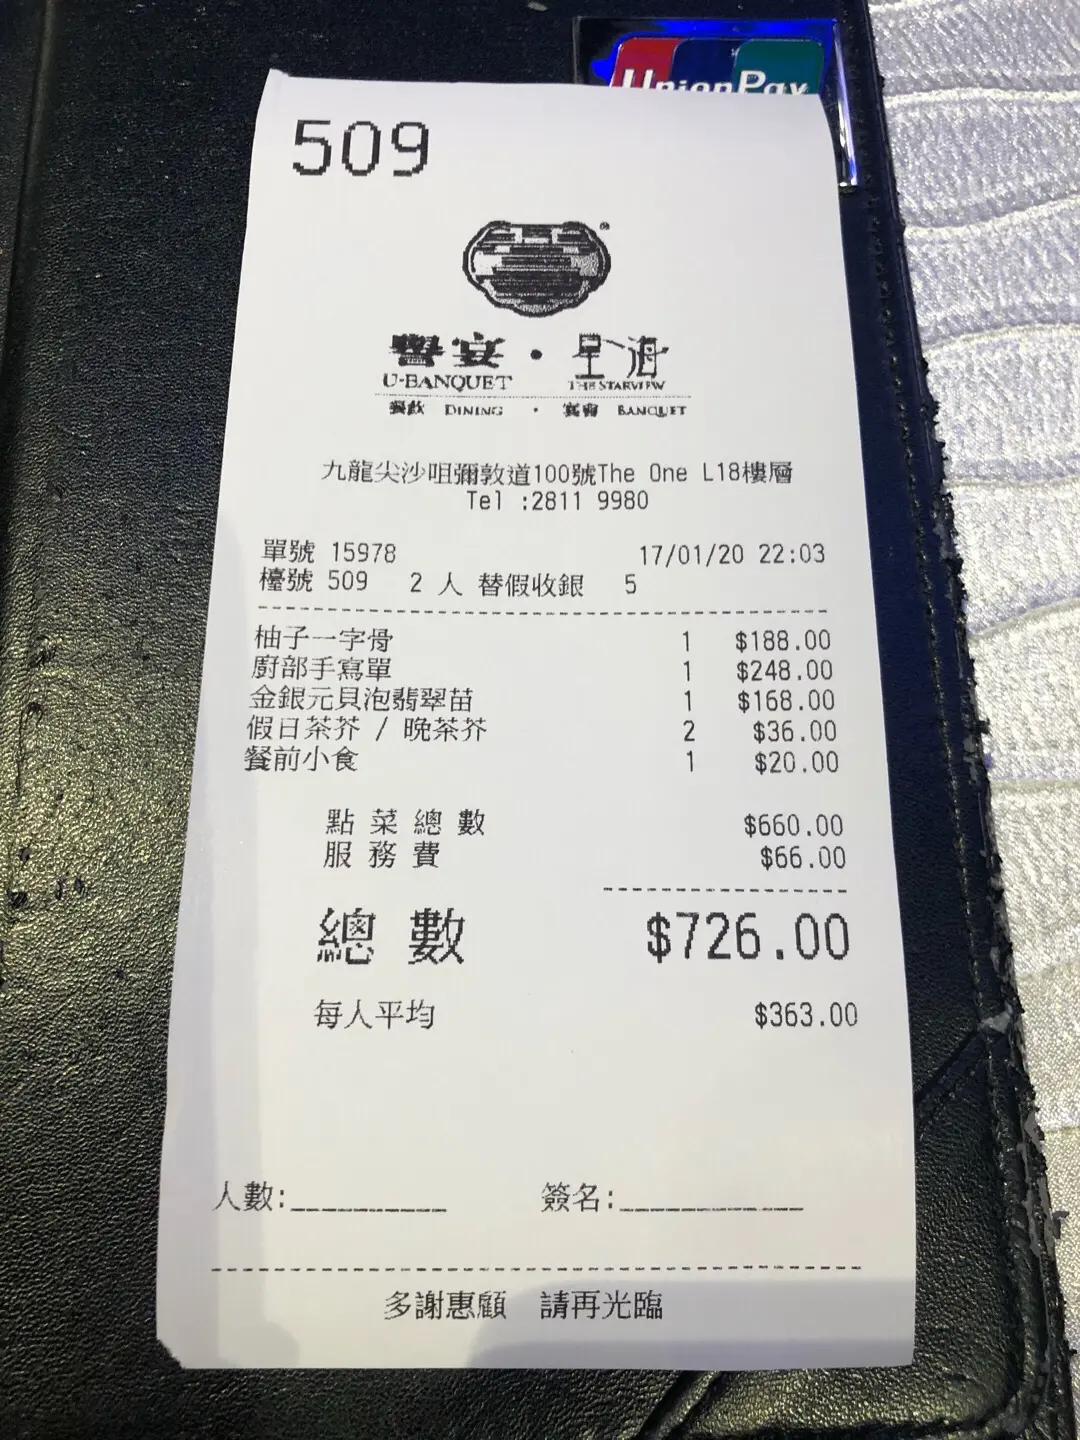 UnionPay
509
譽宴・星海
U-BANQUET THE STARVIEW
餐飲 DINING ・ 宴會 BANQUET
九龍尖沙咀彌敦道100號The One L18樓層
Tel :2811 9980
單號 15978 17/01/20 22:03
檯號 509 2 人 替假收銀 5
柚子一字骨 1 $188.00
廚部手寫單 1 $248.00
金銀元貝泡翡翠苗 1 $168.00
假日茶芥 / 晚茶芥 2 $36.00
餐前小食 1 $20.00
點菜總數 $660.00
服務費 $66.00
總數 $726.00
每人平均 $363.00
人數:__________ 簽名:____________
多謝惠顧 請再光臨